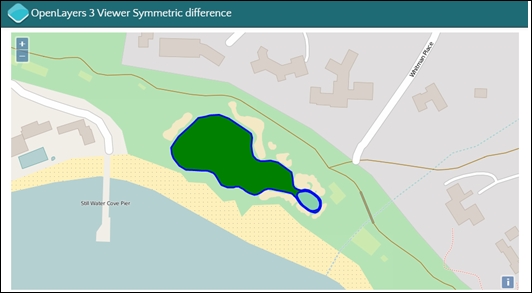 OpenLayers 3 Viewer Symmetric difference
+
–
Whitman Place
Still Water Cove Pier
i